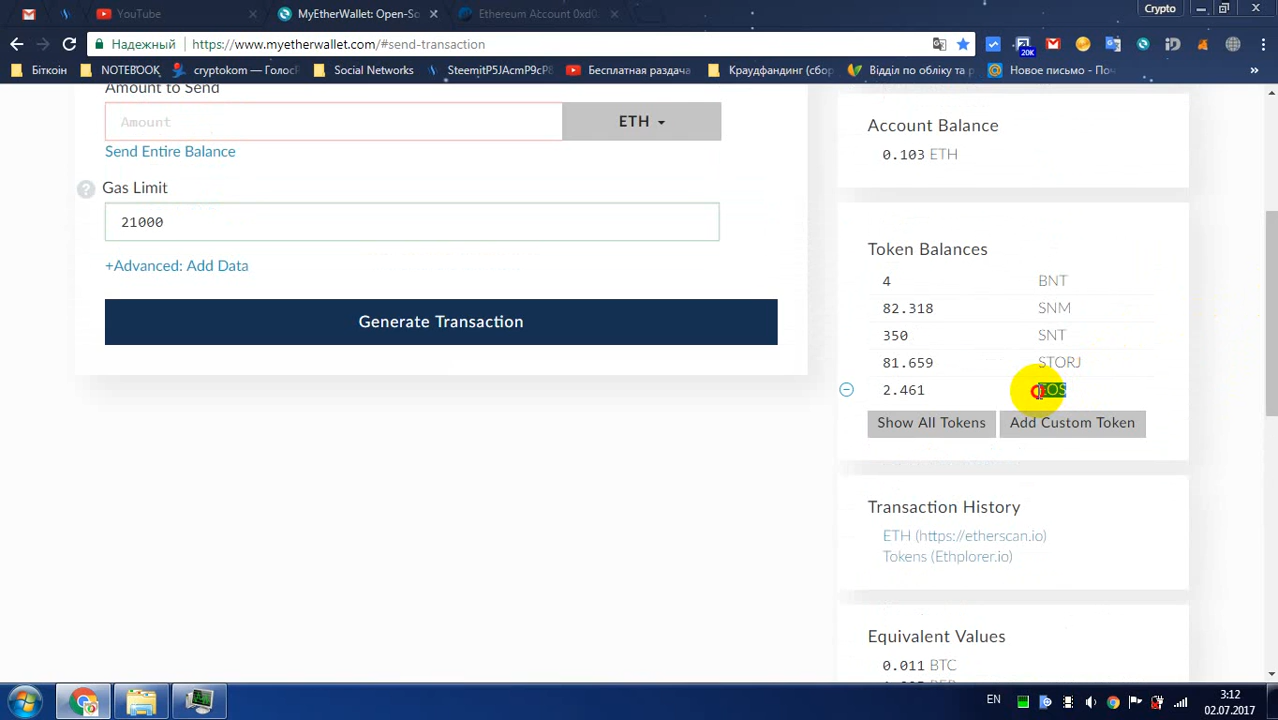 YouTube
MyEtherWallet: Open-So
Ethereum Account 0xd0
Crypto
Надежный
https://www.myetherwallet.com/#send-transaction
20K
Біткоін
NOTEBOOK
cryptokom — Голос
Social Networks
SteemitP5JAcmP9cP8
Бесплатная раздача
Краудфандинг (сбор
Відділ по обліку та р
Новое письмо - Поч
»
Amount to Send
Amount
ETH
Send Entire Balance
? Gas Limit
21000
+Advanced: Add Data
Generate Transaction
Account Balance
0.103 ETH
Token Balances
4 BNT
82.318 SNM
350 SNT
81.659 STORJ
2.461 EOS
Show All Tokens
Add Custom Token
Transaction History
ETH (https://etherscan.io)
Tokens (Ethplorer.io)
Equivalent Values
0.011 BTC
EN
3:12
02.07.2017